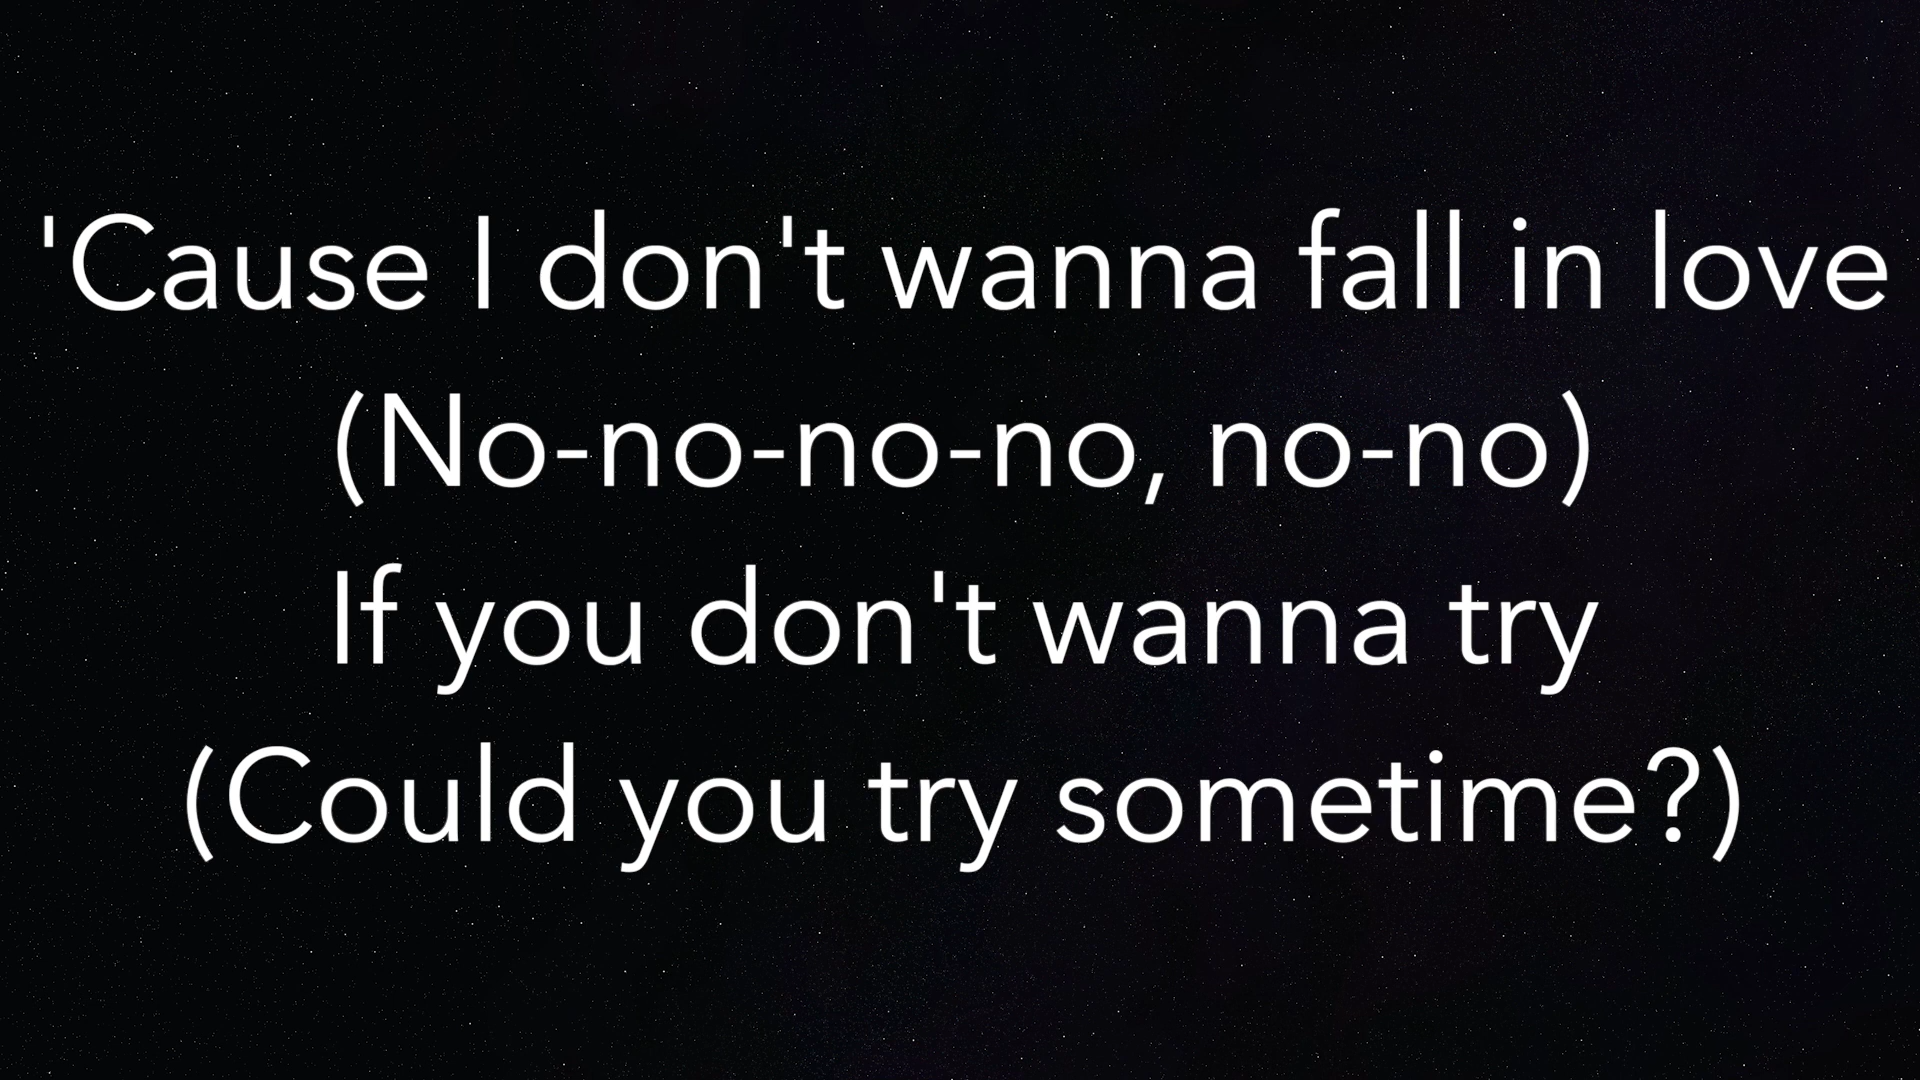 'Cause I don't wanna fall in love
(No-no-no-no, no-no)
If you don't wanna try
(Could you try sometime?)